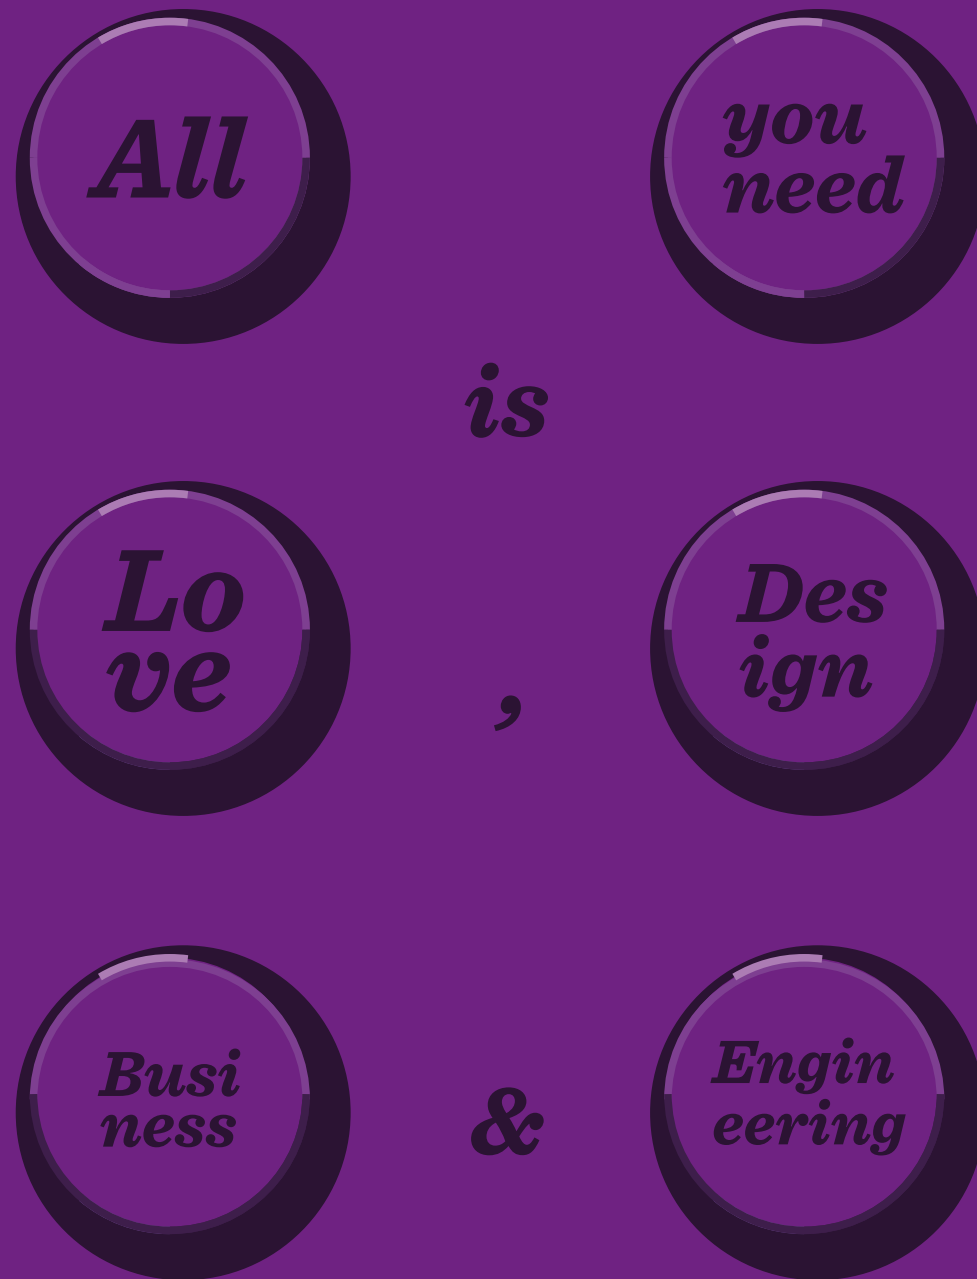 All
you
need
is
Lo
ve
,
Des
ign
Busi
ness
&
Engin
eering